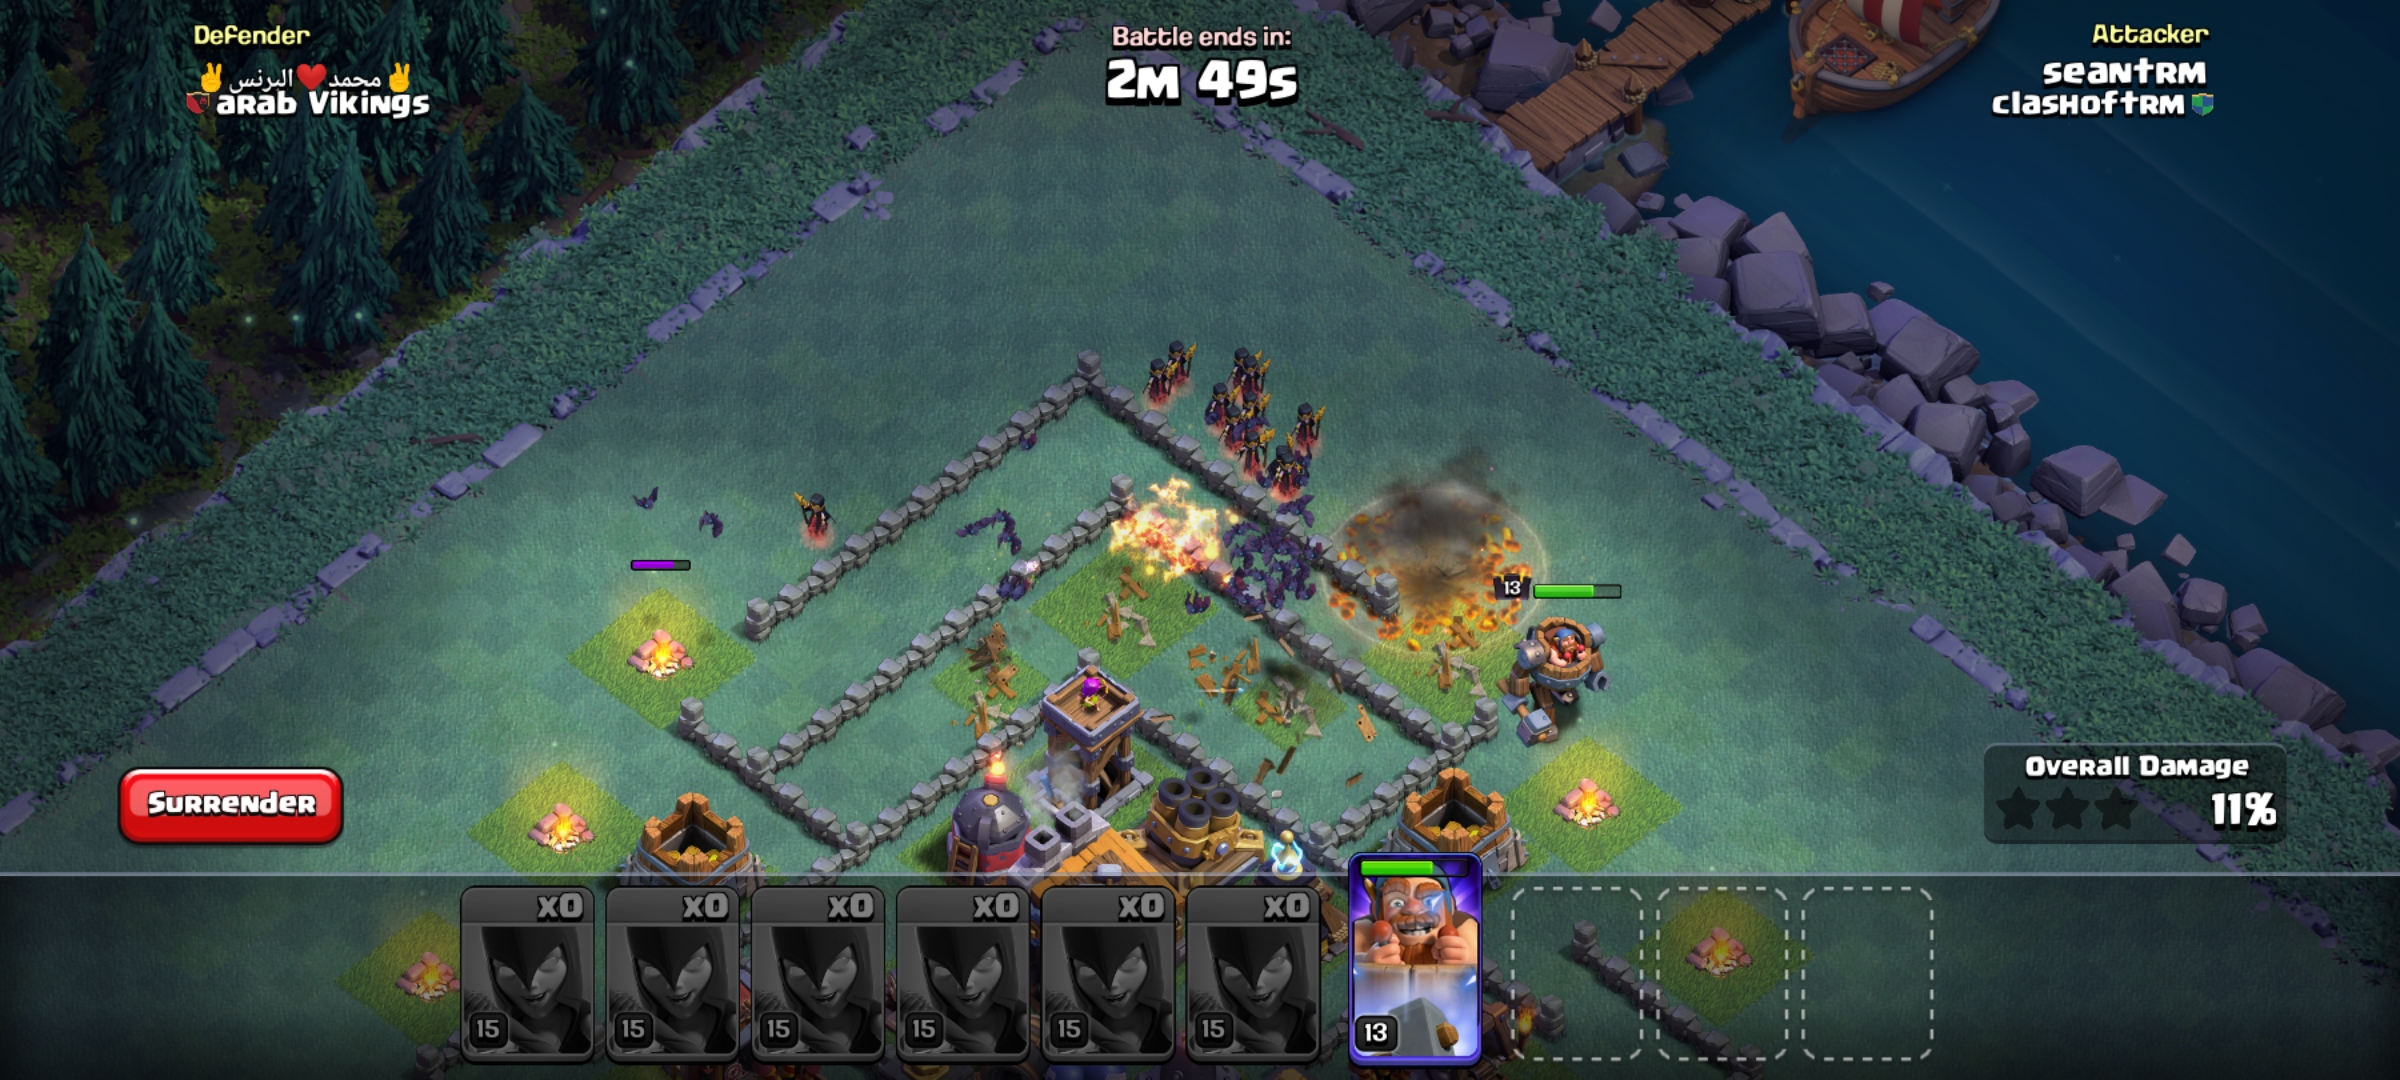 Defender
✌محمد❤البرنس✌
arab Vikings
Battle ends in:
2M 49s
Attacker
seantRM
clashoftRM
13
Surrender
Overall Damage
11%
x0 x0 x0 x0 x0 x0
15 15 15 15 15 15 13